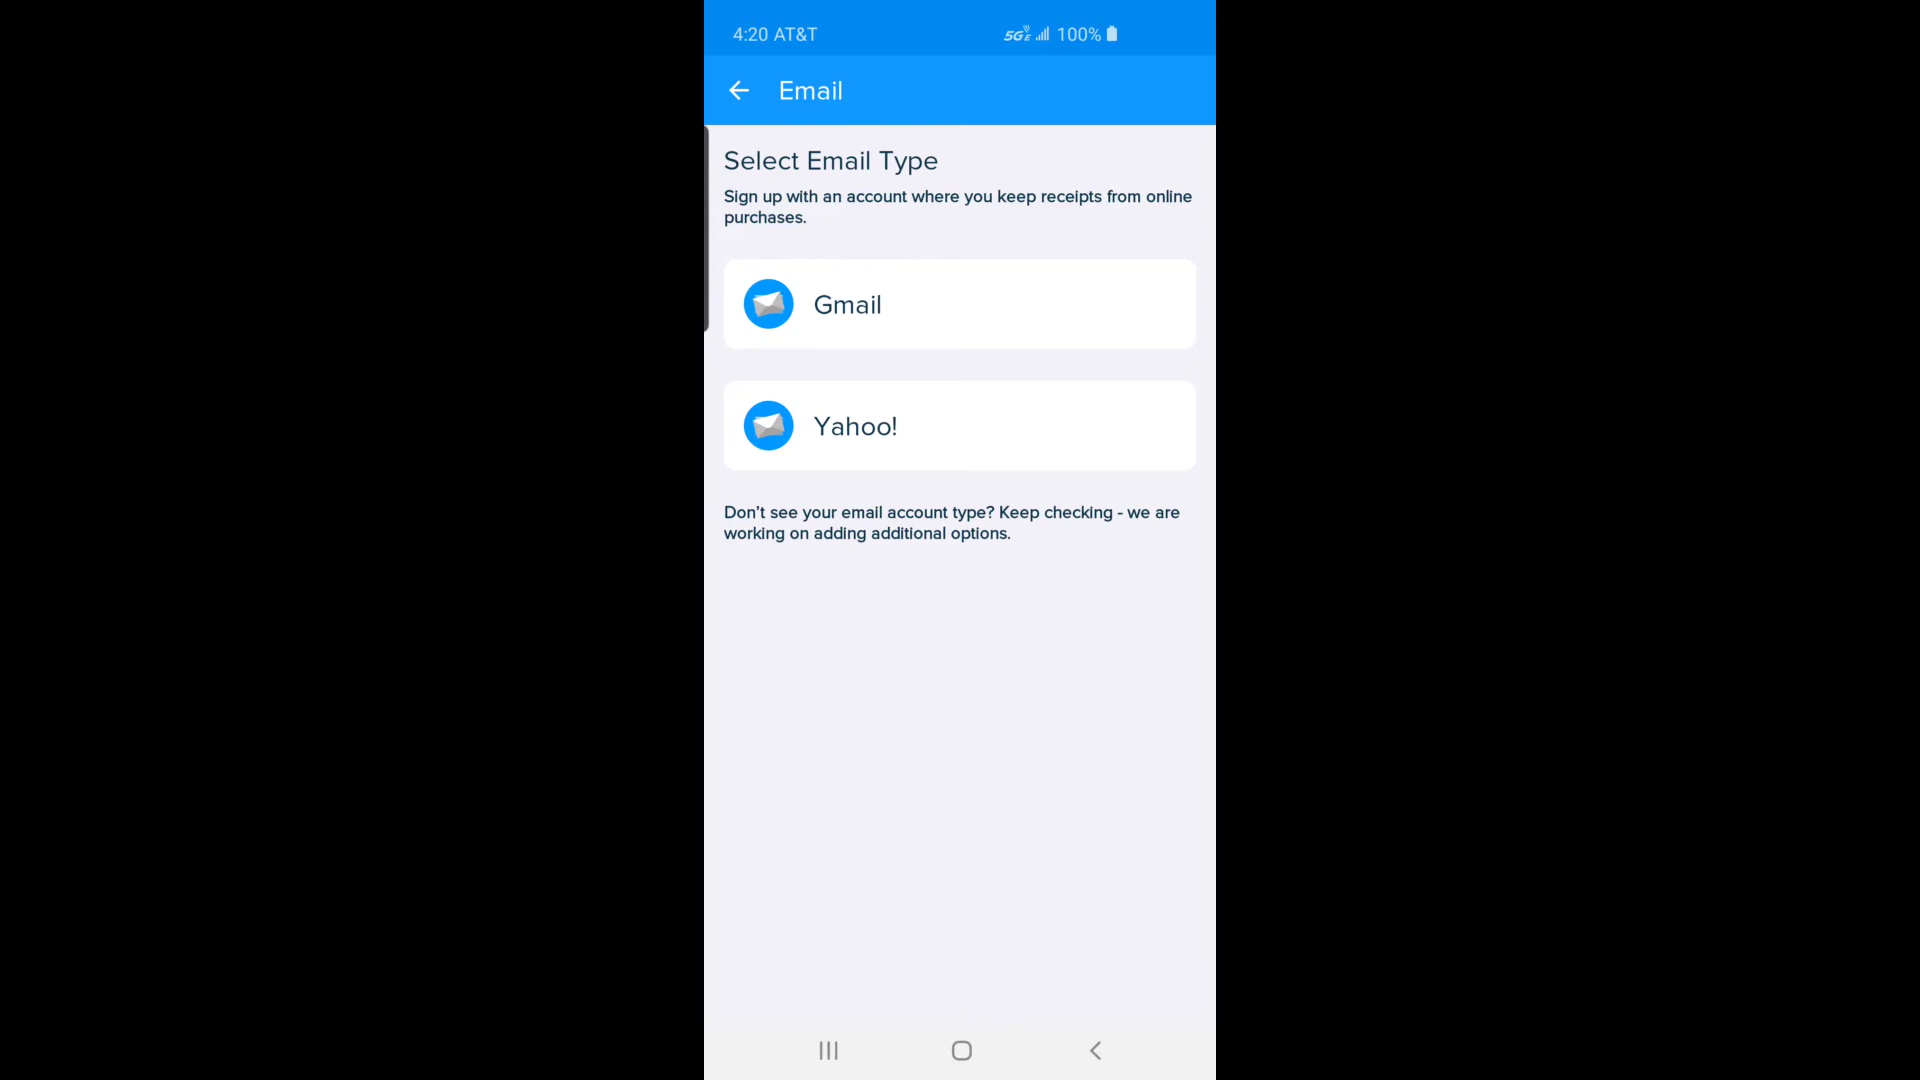 4:20 AT&T 5GE 100%
Email
Select Email Type
Sign up with an account where you keep receipts from online
purchases.
Gmail
Yahoo!
Don't see your email account type? Keep checking - we are
working on adding additional options.